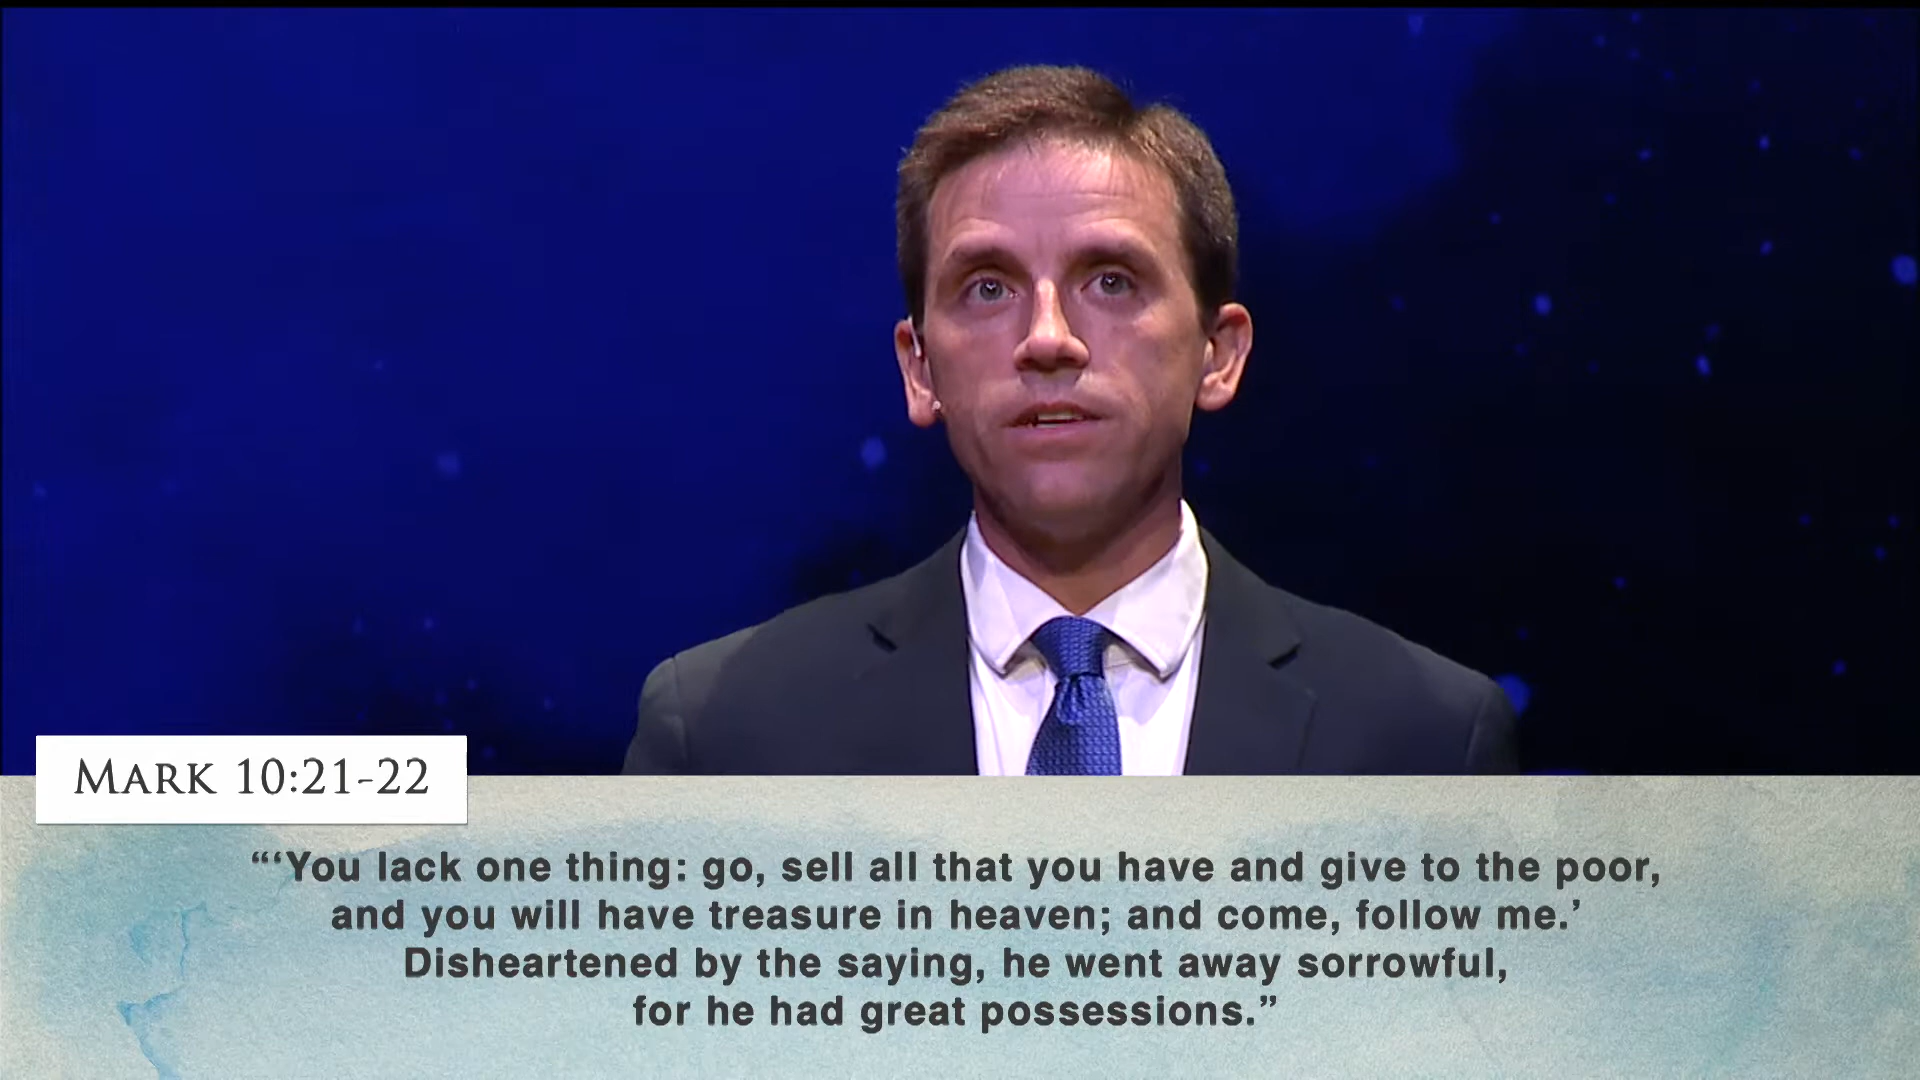 MARK 10:21-22
“‘You lack one thing: go, sell all that you have and give to the poor,
and you will have treasure in heaven; and come, follow me.’
Disheartened by the saying, he went away sorrowful,
for he had great possessions.”